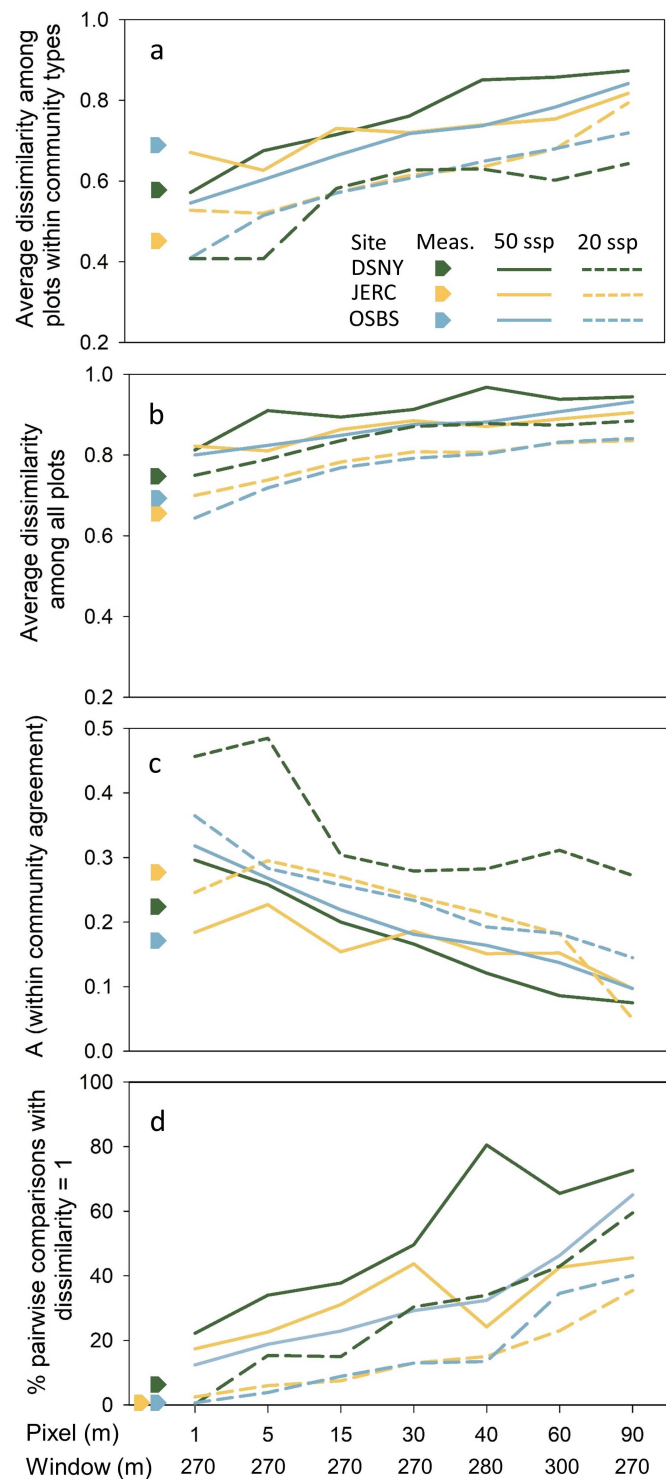 a
Average dissimilarity among
plots within community types
1.0
0.8
0.6
0.4
0.2
Site Meas. 50 ssp 20 ssp
DSNY
JERC
OSBS
b
Average dissimilarity
among all plots
1.0
0.8
0.6
0.4
0.2
c
A (within community agreement)
0.5
0.4
0.3
0.2
0.1
0.0
d
% pairwise comparisons with
dissimilarity = 1
100
80
60
40
20
0
Pixel (m) 1 5 15 30 40 60 90
Window (m) 270 270 270 270 280 300 270